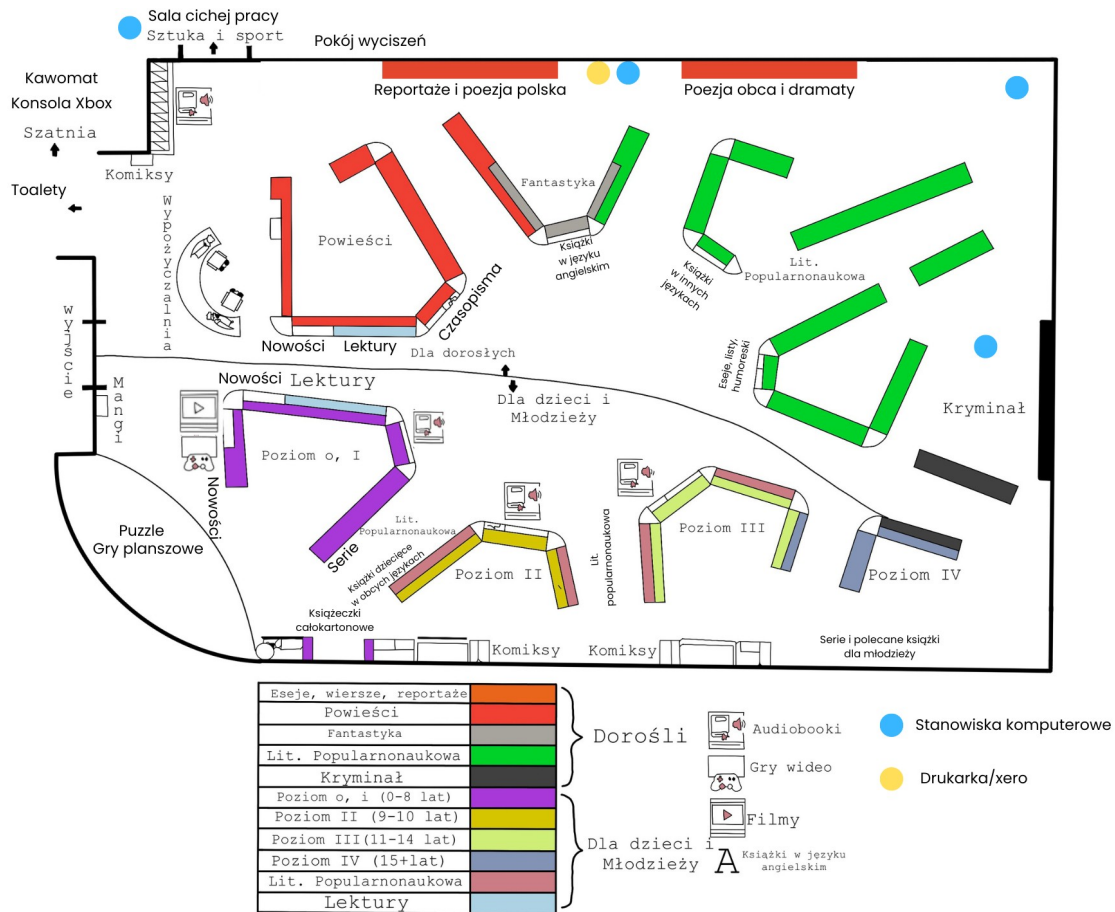 Sala cichej pracy
Sztuka i sport
Pokój wyciszeń
Kawomat
Konsola Xbox
Szatnia
Toalety
Komiksy
Reportaże i poezja polska
Poezja obca i dramaty
Wypożyczalnia
Powieści
Fantastyka
Książki
w języku
angielskim
Książki
w innych
językach
Lit.
Popularnonaukowa
Czasopisma
Nowości
Lektury
Dla dorosłych
Eseje, listy,
humoreski
Kryminał
wyjście
Mangi
Nowości
Lektury
Dla dzieci i
Młodzieży
Poziom o, I
Nowości
Serie
Lit.
Popularnonaukowa
Książki dziecięce
w obcych językach
Poziom II
Lit.
popularnonaukowa
Poziom III
Poziom IV
Puzzle
Gry planszowe
Książeczki
całokartonowe
Komiksy
Komiksy
Serie i polecane książki
dla młodzieży
Eseje, wiersze, reportaże
Powieści
Fantastyka
Lit. Popularnonaukowa
Kryminał
Poziom o, i (0-8 lat)
Poziom II (9-10 lat)
Poziom III(11-14 lat)
Poziom IV (15+lat)
Lit. Popularnonaukowa
Lektury
Dorośli
Dla dzieci i
Młodzieży
Audiobooki
Gry wideo
Filmy
A Książki w języku
angielskim
Stanowiska komputerowe
Drukarka/xero